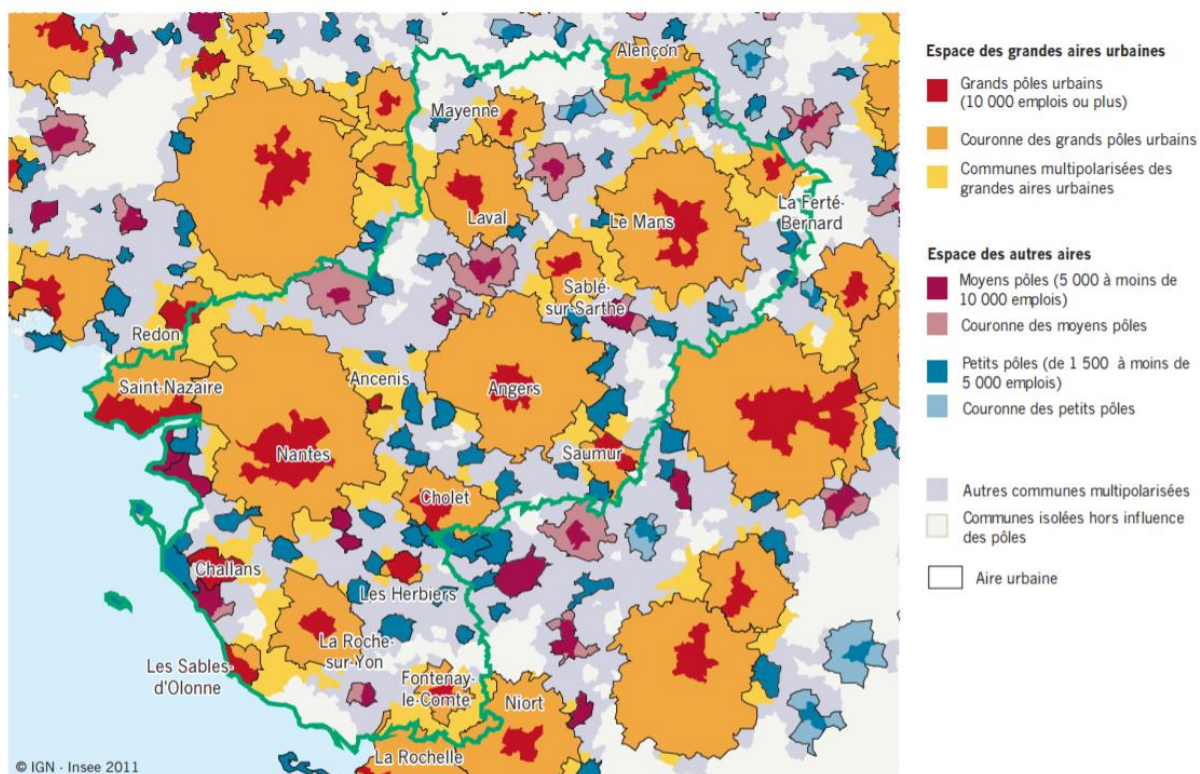 Alençon
Mayenne
Laval
Le Mans
La Ferté-
Bernard
Sablé-
sur-Sarthe
Redon
Saint-Nazaire
Ancenis
Angers
Nantes
Saumur
Cholet
Challans
Les Herbiers
La Roche-
sur-Yon
Les Sables-
d'Olonne
Fontenay-
le-Comte
Niort
La Rochelle
© IGN - Insee 2011
Espace des grandes aires urbaines
Grands pôles urbains
(10 000 emplois ou plus)
Couronne des grands pôles urbains
Communes multipolarisées des
grandes aires urbaines
Espace des autres aires
Moyens pôles (5 000 à moins de
10 000 emplois)
Couronne des moyens pôles
Petits pôles (de 1 500 à moins de
5 000 emplois)
Couronne des petits pôles
Autres communes multipolarisées
Communes isolées hors influence
des pôles
Aire urbaine